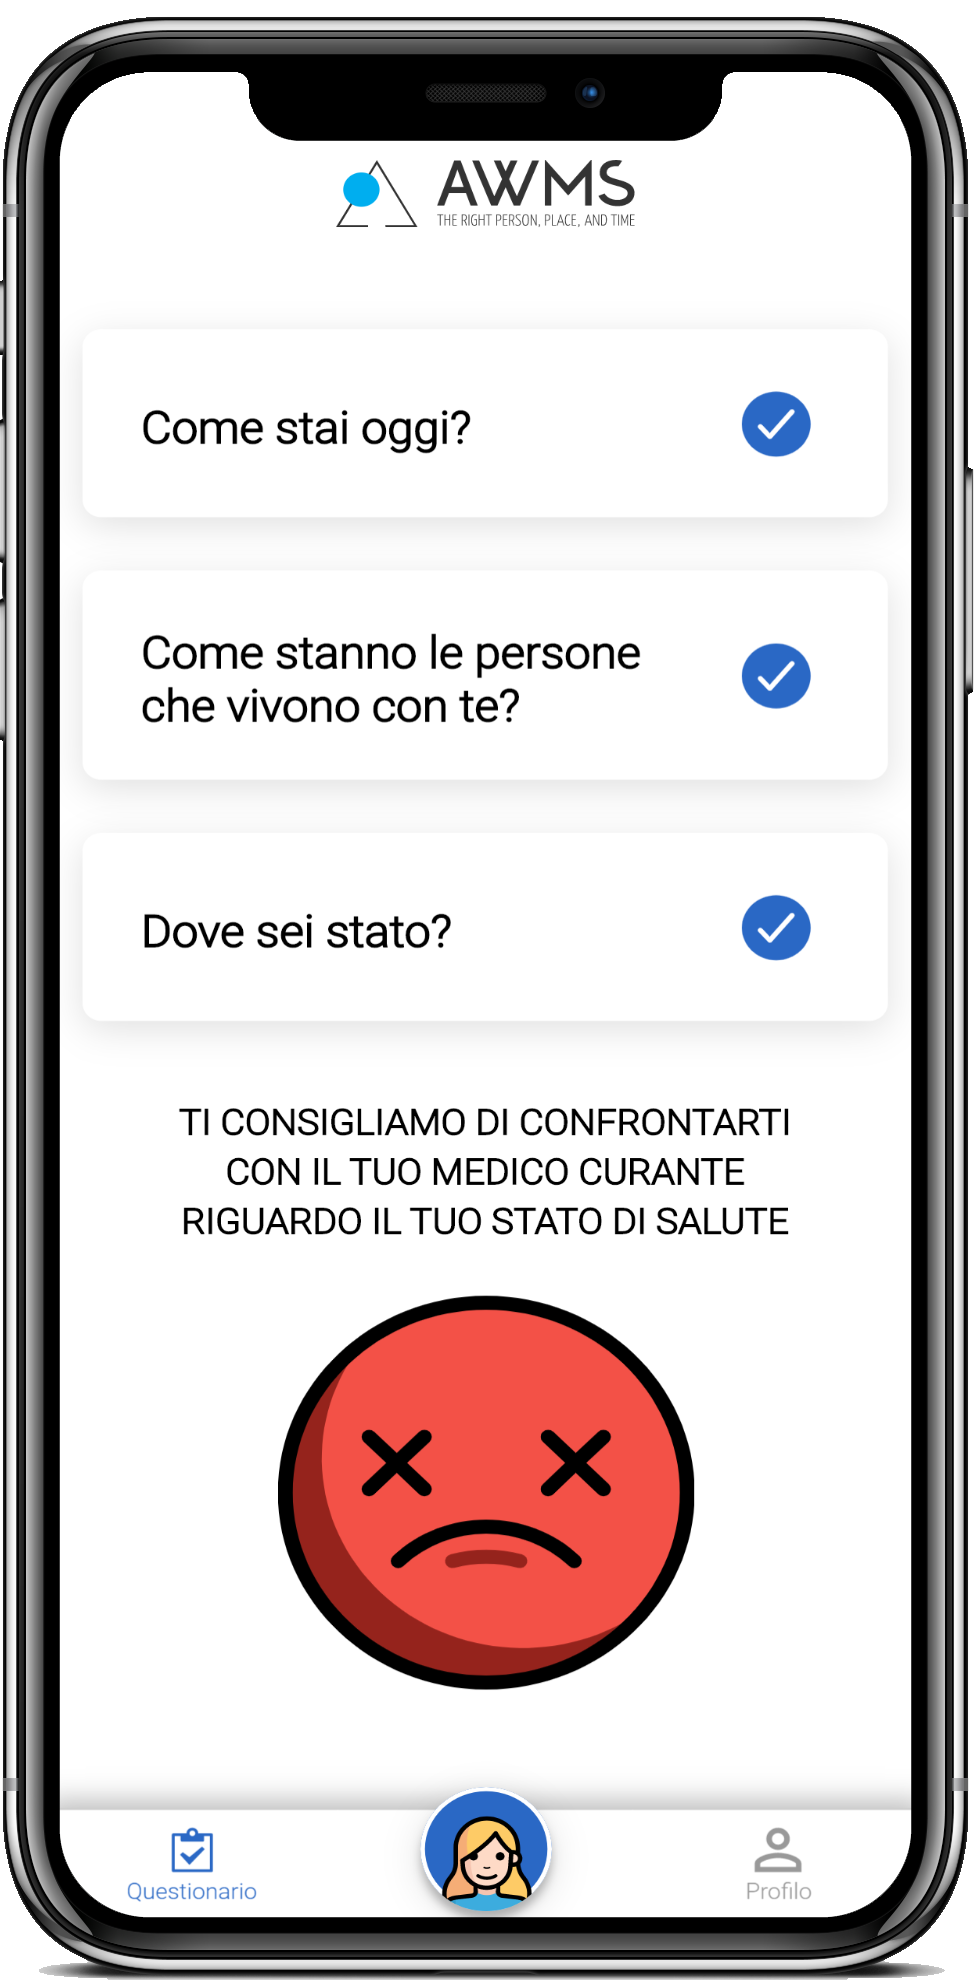 AWMS
THE RIGHT PERSON, PLACE, AND TIME
Come stai oggi?
Come stanno le persone
che vivono con te?
Dove sei stato?
TI CONSIGLIAMO DI CONFRONTARTI
CON IL TUO MEDICO CURANTE
RIGUARDO IL TUO STATO DI SALUTE
Questionario
Profilo